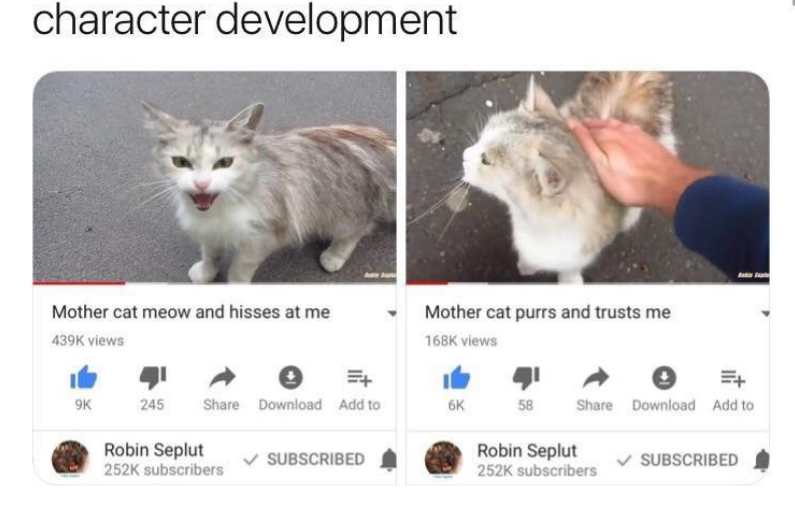 character development
Robin Seplut
Mother cat meow and hisses at me
439K views
9K 245 Share Download Add to
Robin Seplut
252K subscribers
SUBSCRIBED
Mother cat purrs and trusts me
168K views
6K 58 Share Download Add to
Robin Seplut
252K subscribers
SUBSCRIBED